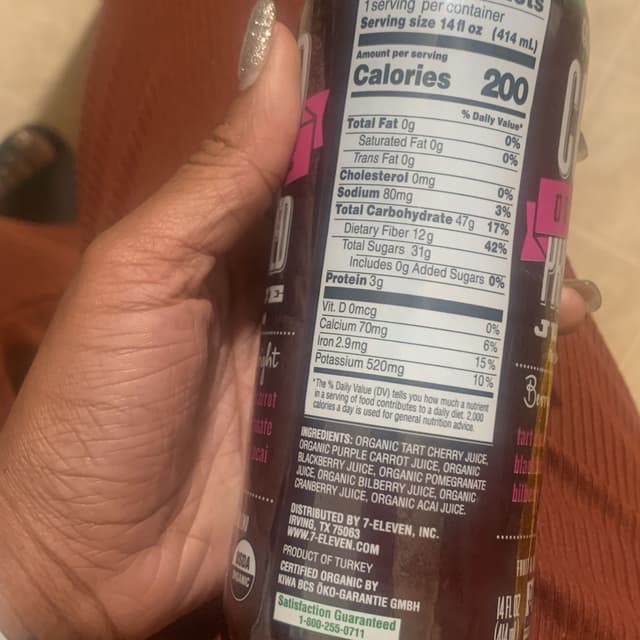 1 serving per container
Serving size 14 fl oz (414 mL)
Amount per serving
Calories 200
% Daily Value*
Total Fat 0g 0%
Saturated Fat 0g 0%
Trans Fat 0g
Cholesterol 0mg 0%
Sodium 80mg 3%
Total Carbohydrate 47g 17%
Dietary Fiber 12g 42%
Total Sugars 31g
Includes 0g Added Sugars 0%
Protein 3g
Vit. D 0mcg 0%
Calcium 70mg 6%
Iron 2.9mg 15%
Potassium 520mg 10%
*The % Daily Value (DV) tells you how much a nutrient
in a serving of food contributes to a daily diet. 2,000
calories a day is used for general nutrition advice.
INGREDIENTS: ORGANIC TART CHERRY JUICE,
ORGANIC PURPLE CARROT JUICE, ORGANIC
BLACKBERRY JUICE, ORGANIC POMEGRANATE
JUICE, ORGANIC BILBERRY JUICE, ORGANIC
CRANBERRY JUICE, ORGANIC ACAI JUICE.
DISTRIBUTED BY 7-ELEVEN, INC.
IRVING, TX 75063
WWW.7-ELEVEN.COM
PRODUCT OF TURKEY
CERTIFIED ORGANIC BY
KIWA BCS ÖKO-GARANTIE GMBH
Satisfaction Guaranteed
1-800-255-0711
USDA
ORGANIC
tart
14 FL OZ